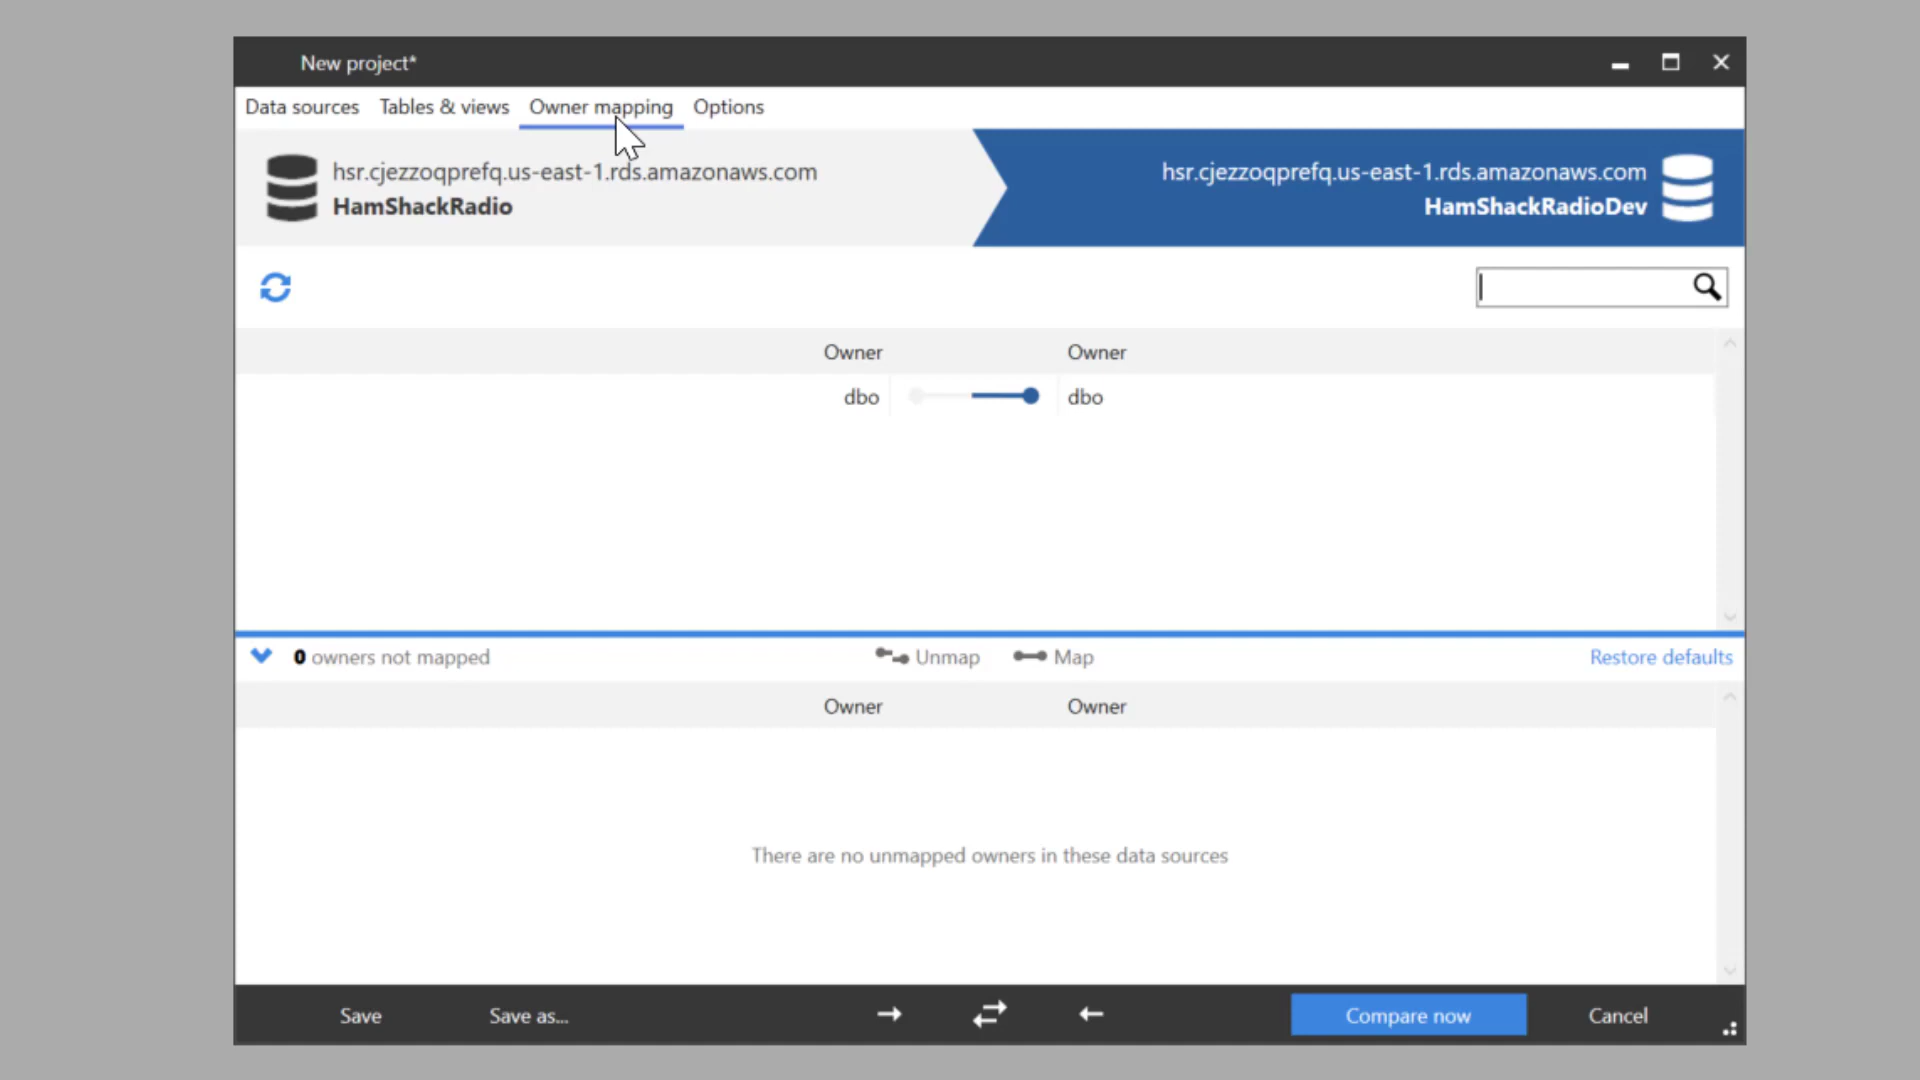 New project*
Data sources Tables & views Owner mapping Options
hsr.cjezzoqprefq.us-east-1.rds.amazonaws.com
HamShackRadio
hsr.cjezzoqprefq.us-east-1.rds.amazonaws.com
HamShackRadioDev
Owner Owner
dbo dbo
0 owners not mapped Unmap Map Restore defaults
Owner Owner
There are no unmapped owners in these data sources
Save Save as... Compare now Cancel